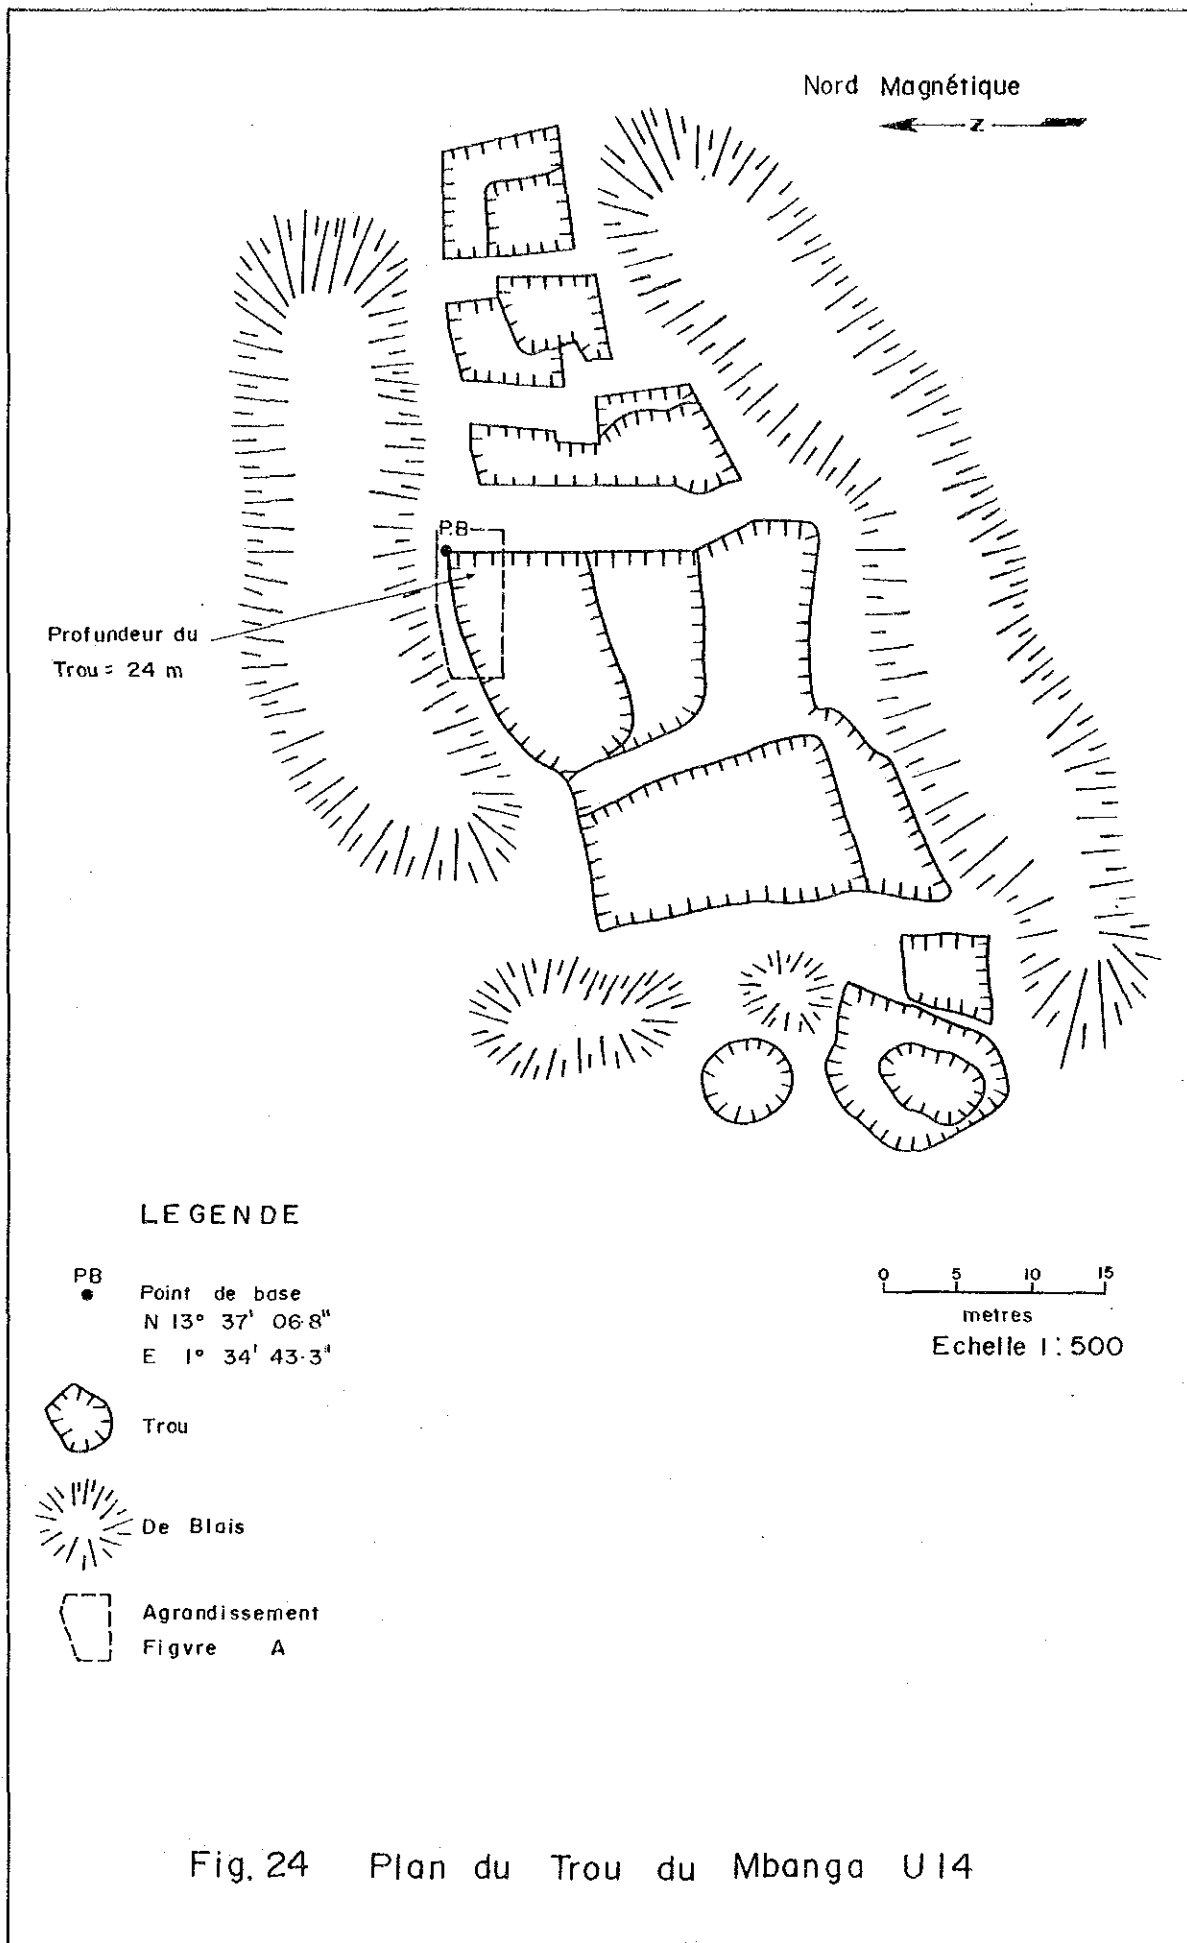 Nord Magnétique
Z
P.B
Profundeur du
Trou = 24 m
LEGENDE
PB
Point de base
N 13° 37' 06·8"
E 1° 34' 43·3"
Trou
De Blais
Agrandissement
Figvre A
0 5 10 15
metres
Echelle 1:500
Fig. 24 Plan du Trou du Mbanga U14